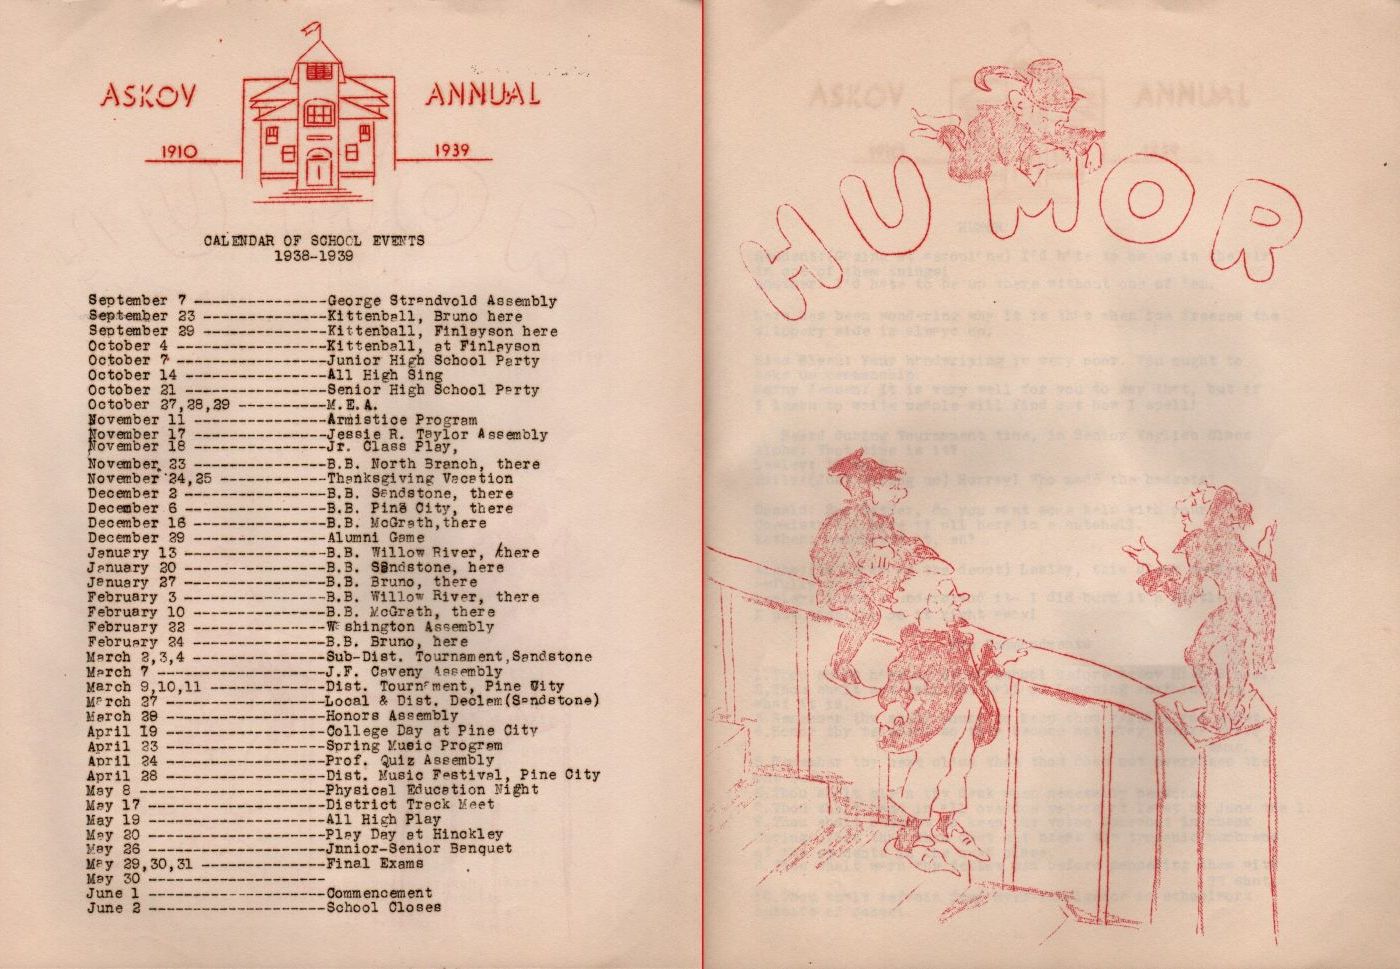 ASKOV ANNUAL
1910 1939
CALENDAR OF SCHOOL EVENTS
1938-1939
September 7 ---------------George Strandvold Assembly
September 23 --------------Kittenball, Bruno here
September 29 --------------Kittenball, Finlayson here
October 4 -----------------Kittenball, at Finlayson
October 7 -----------------Junior High School Party
October 14 ----------------All High Sing
October 21 ----------------Senior High School Party
October 27,28,29 ----------M.E.A.
November 11 ---------------Armistice Program
November 17 ---------------Jessie R. Taylor Assembly
November 18 ---------------Jr. Class Play,
November 23 ---------------B.B. North Branch, there
November 24,25 ------------Thanksgiving Vacation
December 2 ----------------B.B. Sandstone, there
December 6 ----------------B.B. Pine City, there
December 16 ---------------B.B. McGrath,there
December 29 ---------------Alumni Game
January 13 ----------------B.B. Willow River, there
January 20 ----------------B.B. Sandstone, here
January 27 ----------------B.B. Bruno, there
February 3 ----------------B.B. Willow River, there
February 10 ---------------B.B. McGrath, there
February 22 ---------------Washington Assembly
February 24 ---------------B.B. Bruno, here
March 2,3,4 ---------------Sub-Dist. Tournament,Sandstone
March 7 -------------------J.F. Caveny Assembly
March 9,10,11 -------------Dist. Tournament, Pine City
March 27 ------------------Local & Dist. Declam(Sandstone)
March 29 ------------------Honors Assembly
April 19 ------------------College Day at Pine City
April 23 ------------------Spring Music Program
April 24 ------------------Prof. Quiz Assembly
April 28 ------------------Dist. Music Festival, Pine City
May 8 ---------------------Physical Education Night
May 17 --------------------District Track Meet
May 19 --------------------All High Play
May 20 --------------------Play Day at Hinckley
May 26 --------------------Junior-Senior Banquet
May 29,30,31 --------------Final Exams
May 30 --------------------
June 1 --------------------Commencement
June 2 --------------------School Closes
HUMOR